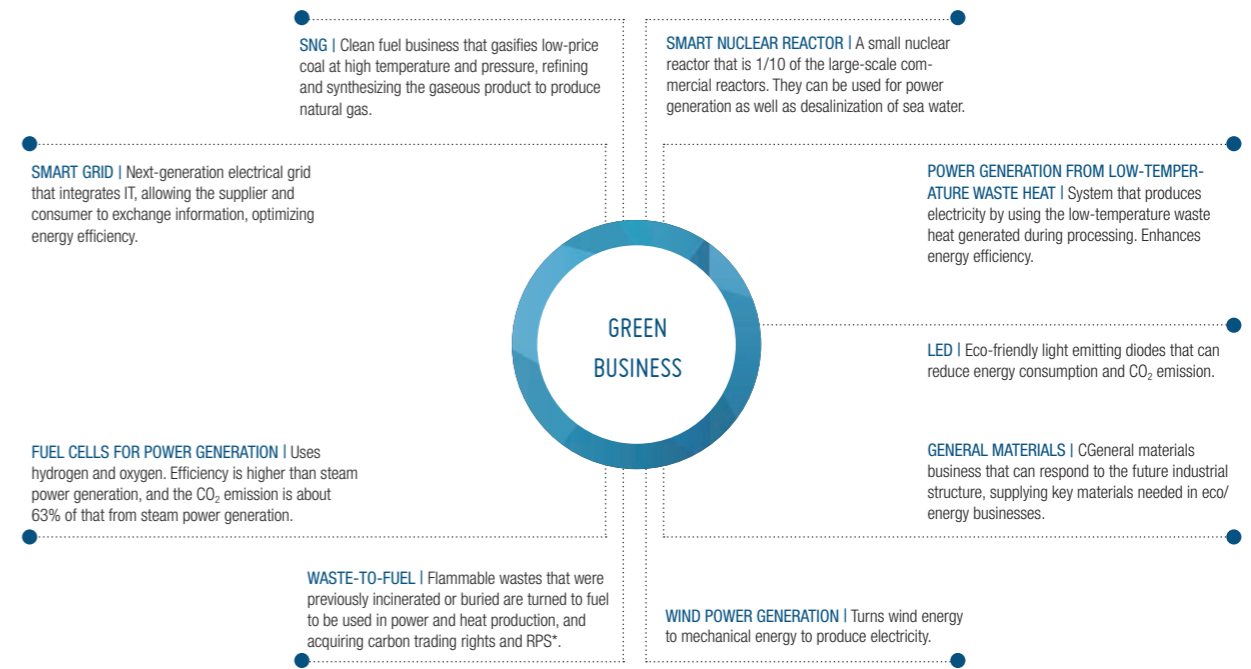 SNG | Clean fuel business that gasifies low-price
coal at high temperature and pressure, refining
and synthesizing the gaseous product to produce
natural gas.
SMART NUCLEAR REACTOR | A small nuclear
reactor that is 1/10 of the large-scale com-
mercial reactors. They can be used for power
generation as well as desalinization of sea water.
SMART GRID | Next-generation electrical grid
that integrates IT, allowing the supplier and
consumer to exchange information, optimizing
energy efficiency.
POWER GENERATION FROM LOW-TEMPER-
ATURE WASTE HEAT | System that produces
electricity by using the low-temperature waste
heat generated during processing. Enhances
energy efficiency.
GREEN
BUSINESS
LED | Eco-friendly light emitting diodes that can
reduce energy consumption and CO₂ emission.
FUEL CELLS FOR POWER GENERATION | Uses
hydrogen and oxygen. Efficiency is higher than steam
power generation, and the CO₂ emission is about
63% of that from steam power generation.
GENERAL MATERIALS | CGeneral materials
business that can respond to the future industrial
structure, supplying key materials needed in eco/
energy businesses.
WASTE-TO-FUEL | Flammable wastes that were
previously incinerated or buried are turned to fuel
to be used in power and heat production, and
acquiring carbon trading rights and RPS*.
WIND POWER GENERATION | Turns wind energy
to mechanical energy to produce electricity.